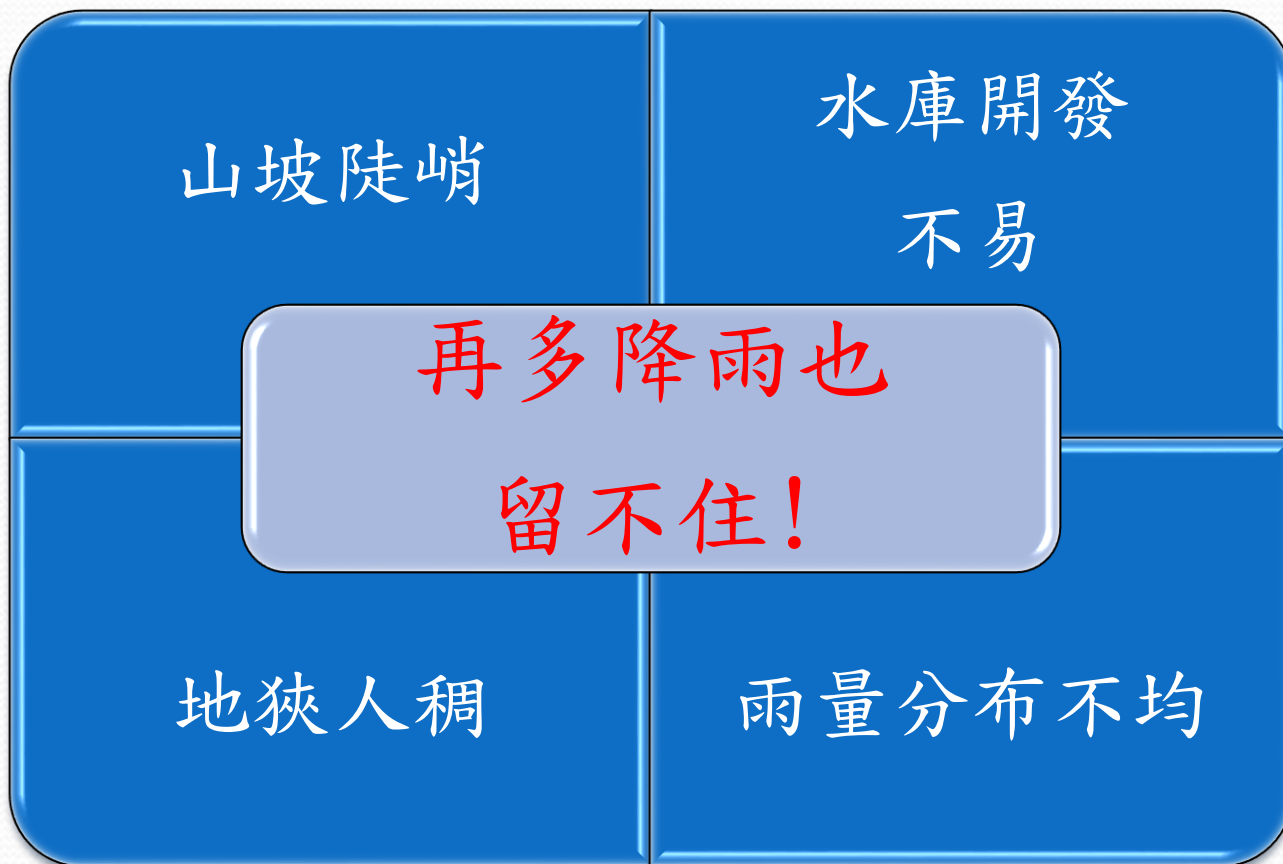 山坡陡峭
水庫開發
不易
再多降雨也
留不住!
地狹人稠
雨量分布不均